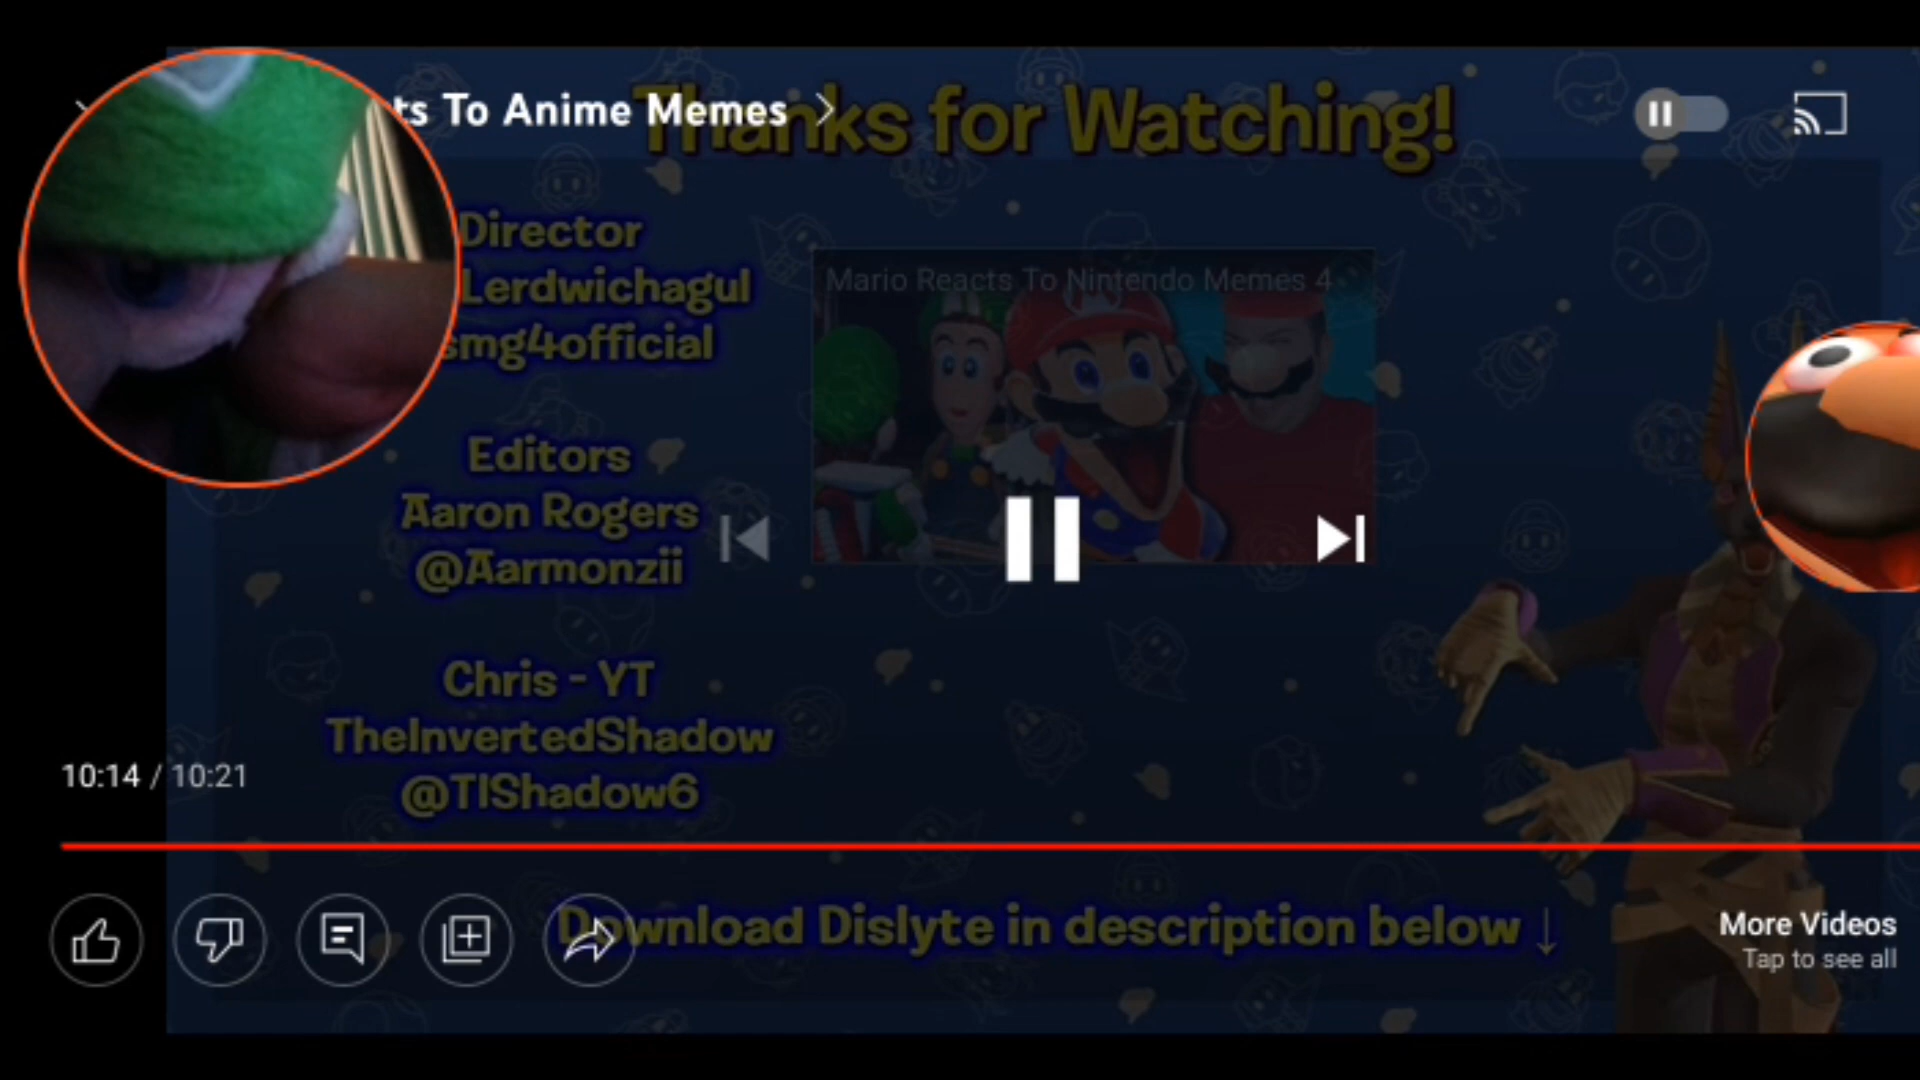 ts To Anime Memes
Thanks for Watching!
Director
Lerdwichagul
smg4official
Mario Reacts To Nintendo Memes 4
Editors
Aaron Rogers
@Aarmonzii
Chris - YT
TheInvertedShadow
@TIShadow6
10:14 / 10:21
Download Dislyte in description below ↓
More Videos
Tap to see all